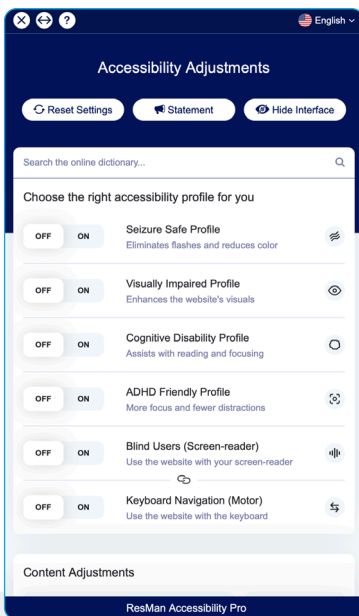 English
Accessibility Adjustments
Reset Settings
Statement
Hide Interface
Search the online dictionary...
Choose the right accessibility profile for you
OFF ON
Seizure Safe Profile
Eliminates flashes and reduces color
OFF ON
Visually Impaired Profile
Enhances the website's visuals
OFF ON
Cognitive Disability Profile
Assists with reading and focusing
OFF ON
ADHD Friendly Profile
More focus and fewer distractions
OFF ON
Blind Users (Screen-reader)
Use the website with your screen-reader
OFF ON
Keyboard Navigation (Motor)
Use the website with the keyboard
Content Adjustments
ResMan Accessibility Pro